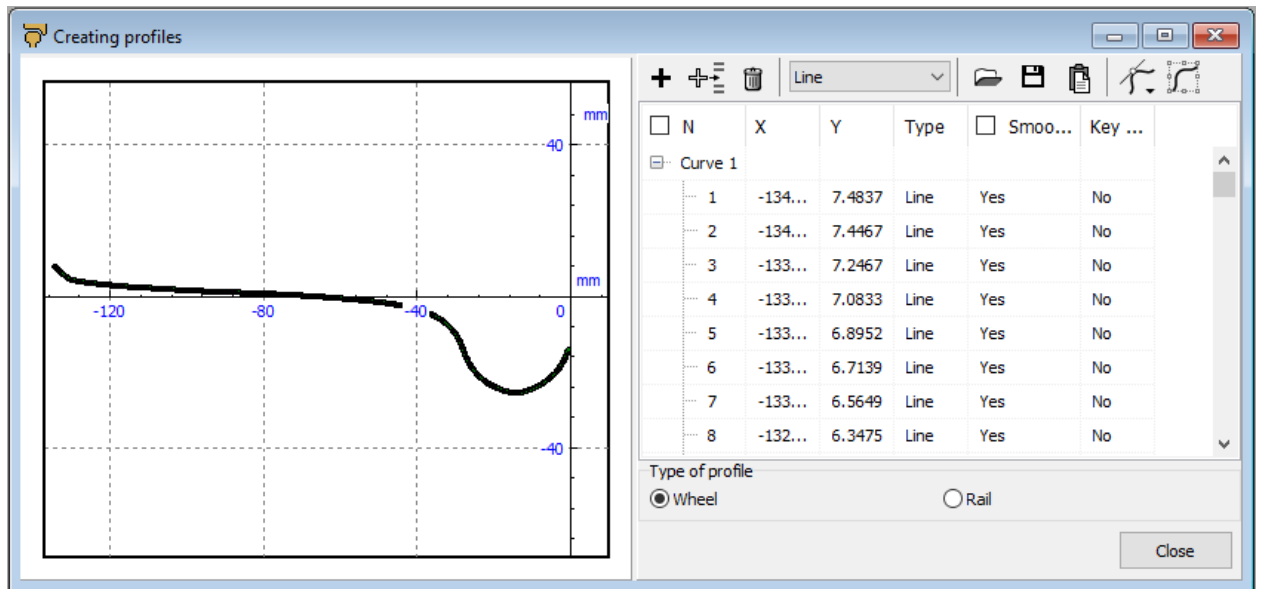 Creating profiles
mm
40
mm
-120 -80 -40 0
-40
Line
N X Y Type Smoo... Key ...
Curve 1
1 -134... 7.4837 Line Yes No
2 -134... 7.4467 Line Yes No
3 -133... 7.2467 Line Yes No
4 -133... 7.0833 Line Yes No
5 -133... 6.8952 Line Yes No
6 -133... 6.7139 Line Yes No
7 -133... 6.5649 Line Yes No
8 -132... 6.3475 Line Yes No
Type of profile
Wheel Rail
Close